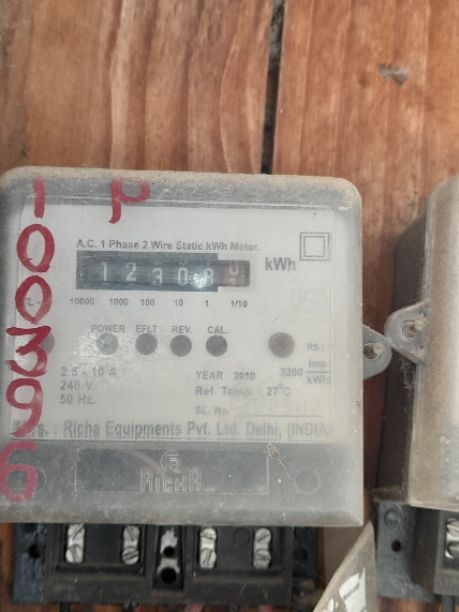 1 P
100396
A.C. 1 Phase 2 Wire Static kWh Meter.
12308 kWh
10000 1000 100 10 1 1/10
POWER EFLT REV. CAL.
2.5 - 10 A YEAR 2010 3200 imp/kWh
240 V. Ref. Temp. - 27°C
50 Hz. SL. No.
Richa Equipments Pvt. Ltd. Delhi, (INDIA)
RICHA